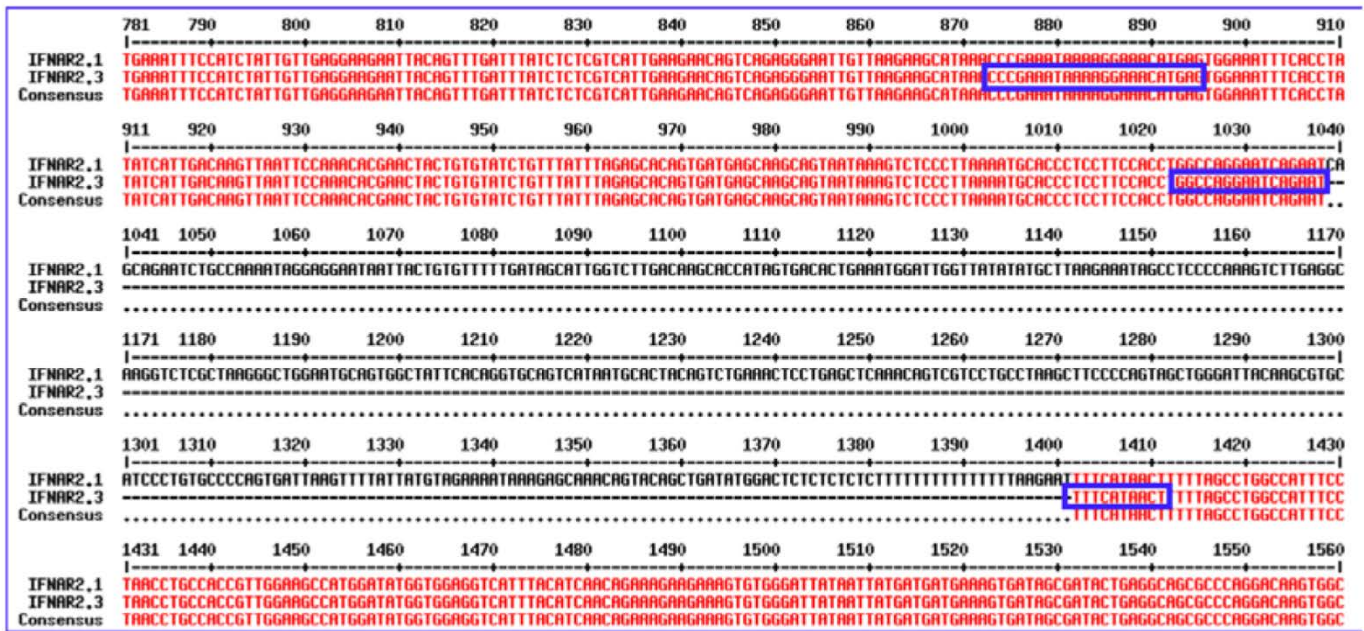 781 790 800 810 820 830 840 850 860 870 880 890 900 910
|--------+---------+---------+---------+---------+---------+---------+---------+---------+---------+---------+---------+---------|
IFNAR2.1 TGAAATTTCCATCTATTGTTGAGGAAGAATTACAGTTTGATTTATCTCTCGTCATTGAAGAACAGTCAGAGGGAATTGTTAAGAAGCATAAACCCGAAATAAAAGGAAACATGAGTGGAAATTTCACCTA
IFNAR2.3 TGAAATTTCCATCTATTGTTGAGGAAGAATTACAGTTTGATTTATCTCTCGTCATTGAAGAACAGTCAGAGGGAATTGTTAAGAAGCATAAACCCGAAATAAAAGGAAACATGAGTGGAAATTTCACCTA
Consensus TGAAATTTCCATCTATTGTTGAGGAAGAATTACAGTTTGATTTATCTCTCGTCATTGAAGAACAGTCAGAGGGAATTGTTAAGAAGCATAAACCCGAAATAAAAGGAAACATGAGTGGAAATTTCACCTA
911 920 930 940 950 960 970 980 990 1000 1010 1020 1030 1040
|--------+---------+---------+---------+---------+---------+---------+---------+---------+---------+---------+---------+---------|
IFNAR2.1 TATCATTGACAAGTTAATTCCAAACACGAACTACTGTGTATCTGTTTATTTAGAGCACAGTGATGAGCAAGCAGTAATAAAGTCTCCCTTAAAATGCACCCTCCTTCCACCTGGCCAGGAATCAGAATCA
IFNAR2.3 TATCATTGACAAGTTAATTCCAAACACGAACTACTGTGTATCTGTTTATTTAGAGCACAGTGATGAGCAAGCAGTAATAAAGTCTCCCTTAAAATGCACCCTCCTTCCACCTGGCCAGGAATCAGAAT--
Consensus TATCATTGACAAGTTAATTCCAAACACGAACTACTGTGTATCTGTTTATTTAGAGCACAGTGATGAGCAAGCAGTAATAAAGTCTCCCTTAAAATGCACCCTCCTTCCACCTGGCCAGGAATCAGAAT..
1041 1050 1060 1070 1080 1090 1100 1110 1120 1130 1140 1150 1160 1170
|--------+---------+---------+---------+---------+---------+---------+---------+---------+---------+---------+---------+---------|
IFNAR2.1 GCAGAATCTGCCAAAATAGGAGGAATAATTACTGTGTTTTTGATAGCATTGGTCTTGACAAGCACCATAGTGACACTGAAATGGATTGGTTATATATGCTTAAGAAATAGCCTCCCCAAAGTCTTGAGGC
IFNAR2.3 ----------------------------------------------------------------------------------------------------------------------------------
Consensus ..................................................................................................................................
1171 1180 1190 1200 1210 1220 1230 1240 1250 1260 1270 1280 1290 1300
|--------+---------+---------+---------+---------+---------+---------+---------+---------+---------+---------+---------+---------|
IFNAR2.1 AAGGTCTCGCTAAGGGCTGGAATGCAGTGGCTATTCACAGGTGCAGTCATAATGCACTACAGTCTGAAACTCCTGAGCTCAAACAGTCGTCCTGCCTAAGCTTCCCCAGTAGCTGGGATTACAAGCGTGC
IFNAR2.3 ----------------------------------------------------------------------------------------------------------------------------------
Consensus ..................................................................................................................................
1301 1310 1320 1330 1340 1350 1360 1370 1380 1390 1400 1410 1420 1430
|--------+---------+---------+---------+---------+---------+---------+---------+---------+---------+---------+---------+---------|
IFNAR2.1 ATCCCTGTGCCCCAGTGATTAAGTTTTATTATGTAGAAAATAAAGAGCAAACAGTACAGCTGATATGGACTCTCTCTCTCTTTTTTTTTTTTTTTTAAGAATTTTCATAACTTTTTAGCCTGGCCATTTCC
IFNAR2.3 -----------------------------------------------------------------------------------------------------TTTCATAACTTTTTAGCCTGGCCATTTCC
Consensus .....................................................................................................TTTCATAACTTTTTAGCCTGGCCATTTCC
1431 1440 1450 1460 1470 1480 1490 1500 1510 1520 1530 1540 1550 1560
|--------+---------+---------+---------+---------+---------+---------+---------+---------+---------+---------+---------+---------|
IFNAR2.1 TAACCTGCCACCGTTGGAAGCCATGGATATGGTGGAGGTCATTTACATCAACAGAAAGAAGAAAGTGTGGGATTATAATTATGATGATGAAAGTGATAGCGATACTGAGGCAGCGCCCAGGACAAGTGGC
IFNAR2.3 TAACCTGCCACCGTTGGAAGCCATGGATATGGTGGAGGTCATTTACATCAACAGAAAGAAGAAAGTGTGGGATTATAATTATGATGATGAAAGTGATAGCGATACTGAGGCAGCGCCCAGGACAAGTGGC
Consensus TAACCTGCCACCGTTGGAAGCCATGGATATGGTGGAGGTCATTTACATCAACAGAAAGAAGAAAGTGTGGGATTATAATTATGATGATGAAAGTGATAGCGATACTGAGGCAGCGCCCAGGACAAGTGGC